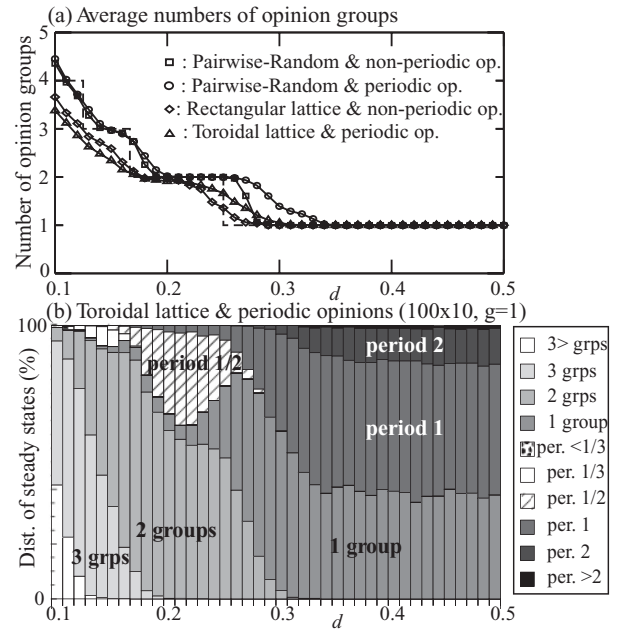 (a) Average numbers of opinion groups
Number of opinion groups
5
4
3
2
1
0
: Pairwise-Random & non-periodic op.
: Pairwise-Random & periodic op.
: Rectangular lattice & non-periodic op.
: Toroidal lattice & periodic op.
0.1 0.2 0.3 0.4 0.5
d
(b) Toroidal lattice & periodic opinions (100x10, g=1)
Dist. of steady states (%)
100
0
period 1/2
period 2
period 1
3 grps
2 groups
1 group
0.1 0.2 0.3 0.4 0.5
d
3> grps
3 grps
2 grps
1 group
per. <1/3
per. 1/3
per. 1/2
per. 1
per. 2
per. >2